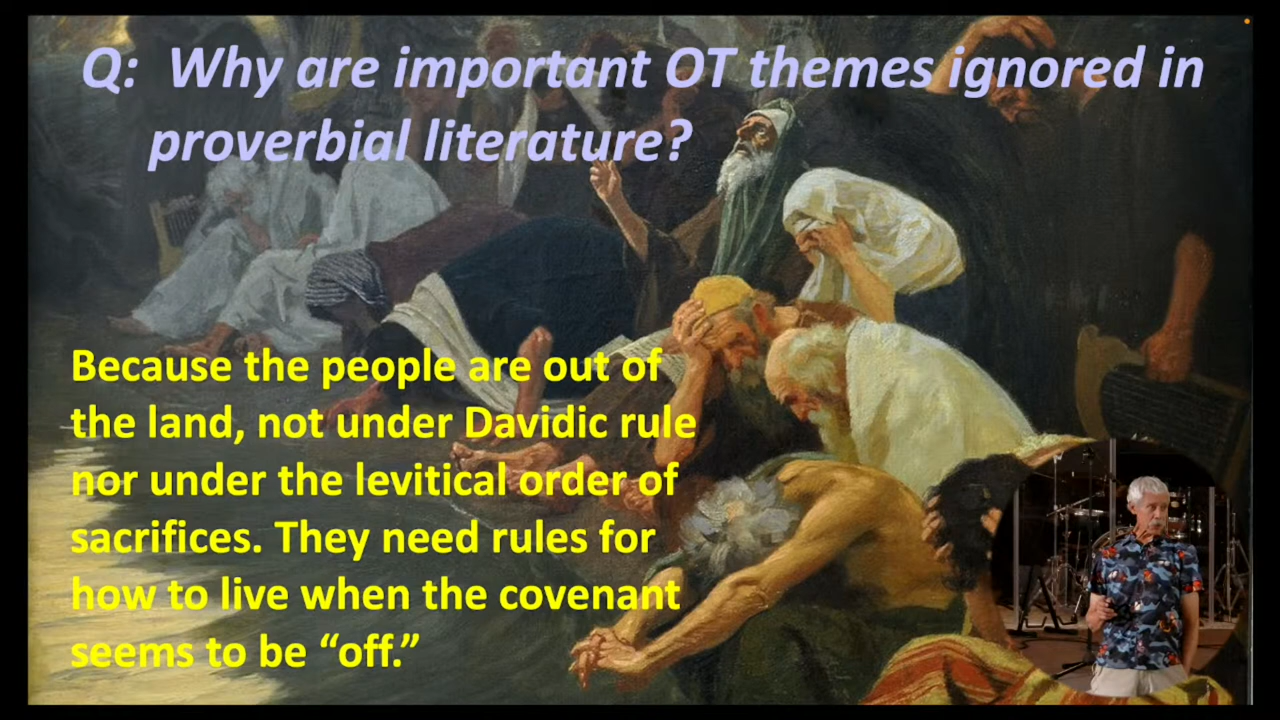 Q: Why are important OT themes ignored in
proverbial literature?
Because the people are out of
the land, not under Davidic rule
nor under the levitical order of
sacrifices. They need rules for
how to live when the covenant
seems to be “off.”